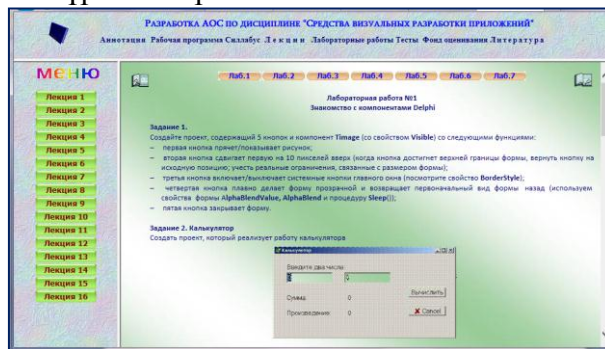 РАЗРАБОТКА АОС ПО ДИСЦИПЛИНЕ "СРЕДСТВА ВИЗУАЛЬНЫХ РАЗРАБОТКИ ПРИЛОЖЕНИЙ"
Аннотация Рабочая программа Силлабус Лекции Лабораторные работы Тесты Фонд оценивания Литература
МЕНЮ
Лекция 1
Лекция 2
Лекция 3
Лекция 4
Лекция 5
Лекция 6
Лекция 7
Лекция 8
Лекция 9
Лекция 10
Лекция 11
Лекция 12
Лекция 13
Лекция 14
Лекция 15
Лекция 16
Лаб.1 Лаб.2 Лаб.3 Лаб.4 Лаб.5 Лаб.6 Лаб.7
Лабораторная работа №1
Знакомство с компонентами Delphi
Задание 1.
Создайте проект, содержащий 5 кнопок и компонент Timage (со свойством Visible) со следующими функциями:
– первая кнопка прячет/показывает рисунок;
– вторая кнопка сдвигает первую на 10 пикселей вверх (когда кнопка достигнет верхней границы формы, вернуть кнопку на
исходную позицию; учесть реальные ограничения, связанные с размером формы);
– третья кнопка включает/выключает системные кнопки главного окна (посмотрите свойство BorderStyle);
– четвертая кнопка плавно делает форму прозрачной и возвращает первоначальный вид формы назад (используем
свойства формы AlphaBlendValue, AlphaBlend и процедуру Sleep());
– пятая кнопка закрывает форму.
Задание 2. Калькулятор
Создать проект, который реализует работу калькулятора
Калькулятор
Введите два числа
Сумма 0
Вычислить
Произведение 0
Cancel